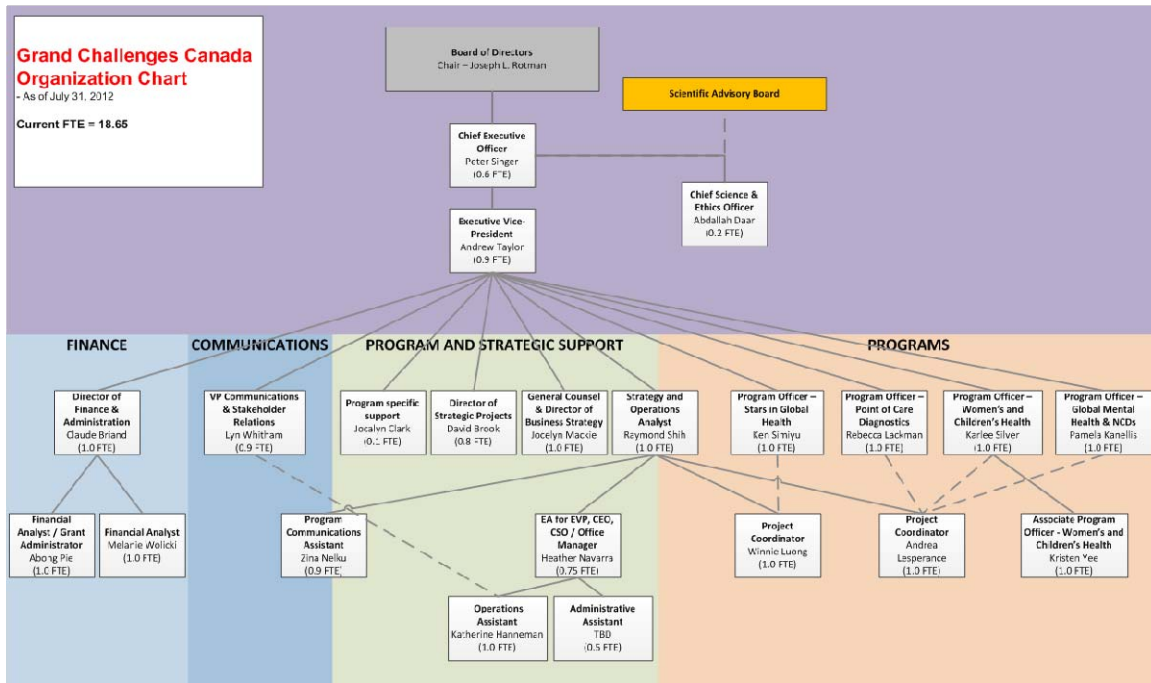 Grand Challenges Canada
Organization Chart
- As of July 31, 2012
Current FTE = 18.65
Board of Directors
Chair – Joseph L. Rotman
Scientific Advisory Board
Chief Executive
Officer
Peter Singer
(0.6 FTE)
Chief Science &
Ethics Officer
Abdallah Daar
(0.2 FTE)
Executive Vice-
President
Andrew Taylor
(0.9 FTE)
FINANCE
COMMUNICATIONS
PROGRAM AND STRATEGIC SUPPORT
PROGRAMS
Director of
Finance &
Administration
Claude Briand
(1.0 FTE)
VP Communications
& Stakeholder
Relations
Lyn Whitham
(0.9 FTE)
Program specific
support
Jocalyn Clark
(0.1 FTE)
Director of
Strategic Projects
David Brook
(0.8 FTE)
General Counsel
& Director of
Business Strategy
Jocelyn Mackie
(1.0 FTE)
Strategy and
Operations
Analyst
Raymond Shih
(1.0 FTE)
Program Officer –
Stars in Global
Health
Ken Simiyu
(1.0 FTE)
Program Officer –
Point of Care
Diagnostics
Rebecca Lackman
(1.0 FTE)
Program Officer –
Women's and
Children's Health
Karlee Silver
(1.0 FTE)
Program Officer –
Global Mental
Health & NCDs
Pamela Kanellis
(1.0 FTE)
Financial
Analyst / Grant
Administrator
Abong Pie
(1.0 FTE)
Financial Analyst
Melanie Wolicki
(1.0 FTE)
Program
Communications
Assistant
Zina Nelku
(0.9 FTE)
EA for EVP, CEO,
CSO / Office
Manager
Heather Navarra
(0.75 FTE)
Project
Coordinator
Winnie Luong
(1.0 FTE)
Project
Coordinator
Andrea
Lesperance
(1.0 FTE)
Associate Program
Officer - Women's
and Children's
Health
Kristen Yee
(1.0 FTE)
Operations
Assistant
Katherine Hanneman
(1.0 FTE)
Administrative
Assistant
TBD
(0.5 FTE)